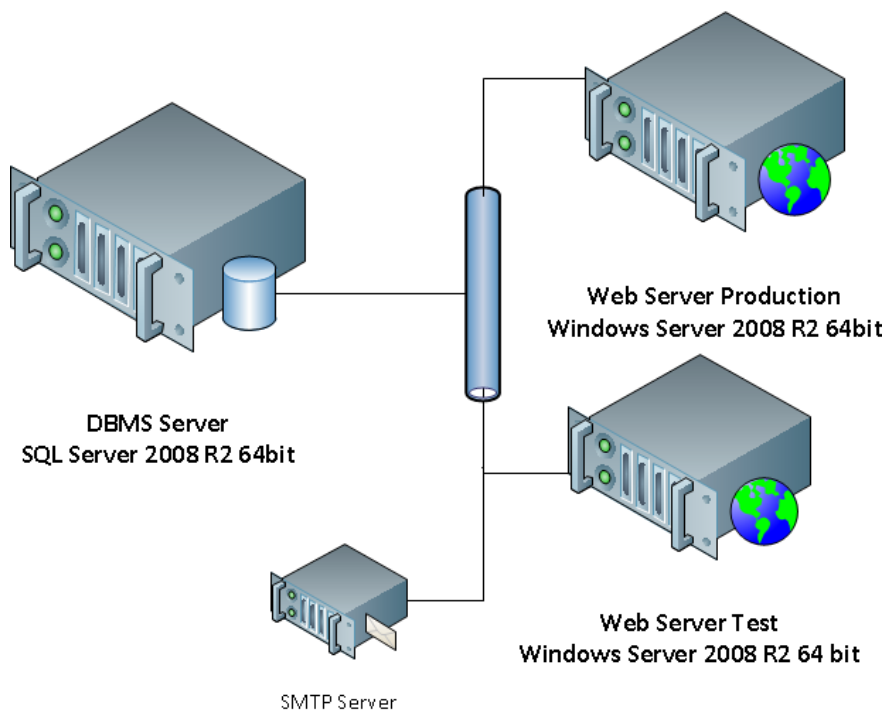 Web Server Production
Windows Server 2008 R2 64bit
DBMS Server
SQL Server 2008 R2 64bit
Web Server Test
Windows Server 2008 R2 64 bit
SMTP Server